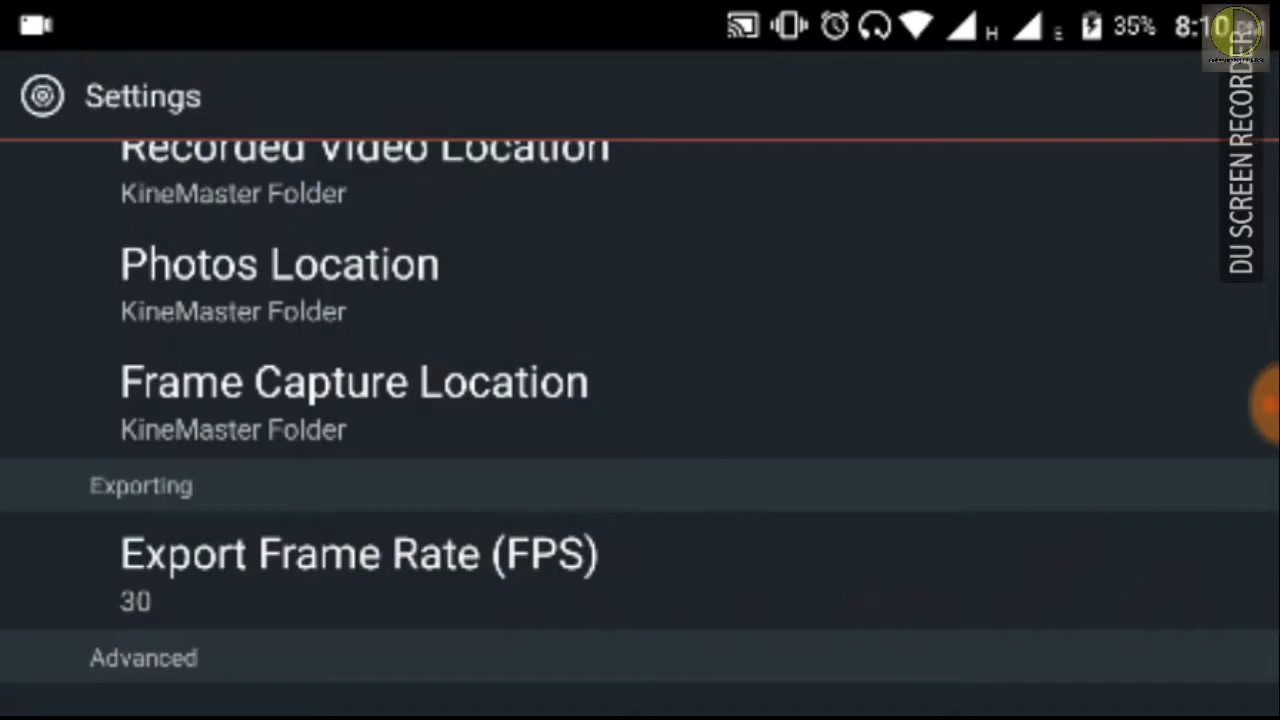 H
E
35%
8:10
Settings
Recorded Video Location
KineMaster Folder
Photos Location
KineMaster Folder
Frame Capture Location
KineMaster Folder
Exporting
Export Frame Rate (FPS)
30
Advanced
DU SCREEN RECORDER